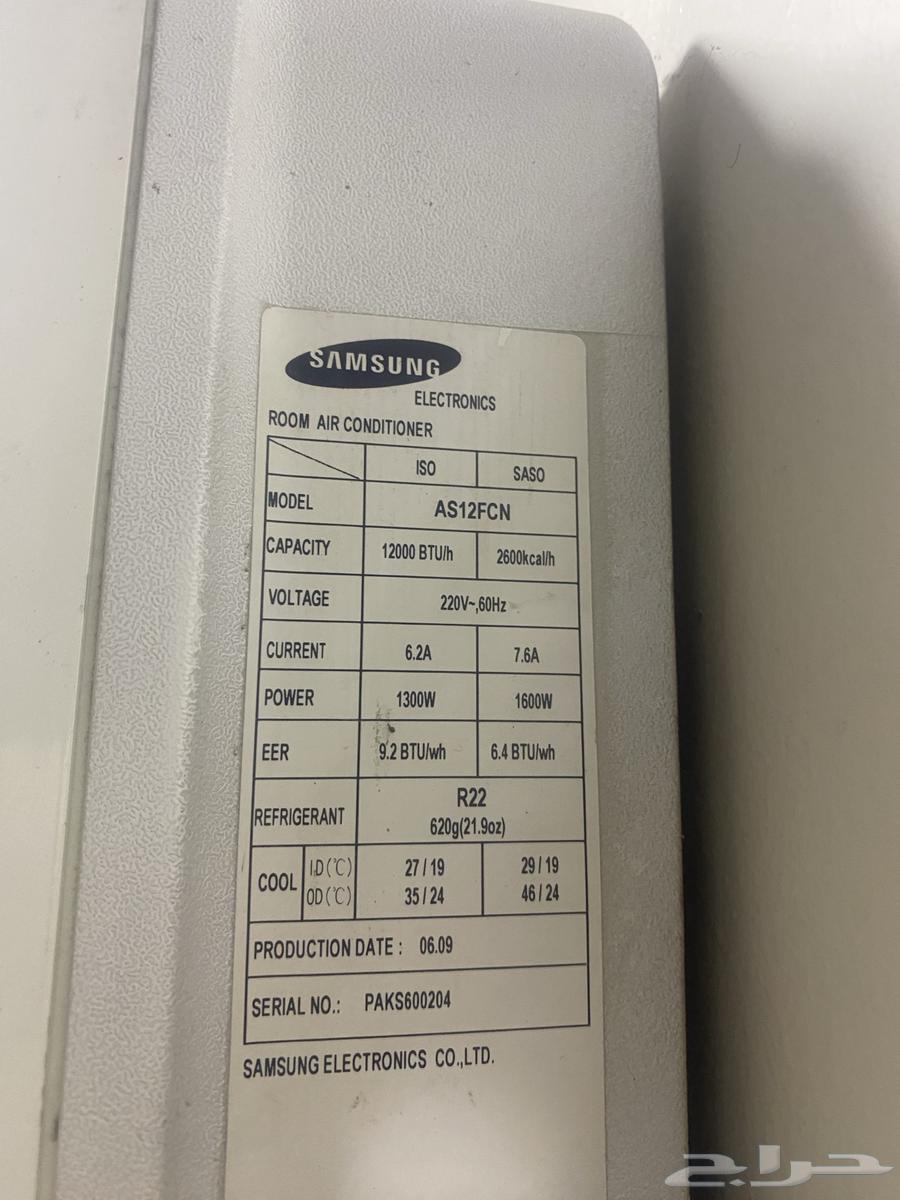 SAMSUNG
ELECTRONICS
ROOM AIR CONDITIONER
ISO SASO
MODEL AS12FCN
CAPACITY 12000 BTU/h 2600kcal/h
VOLTAGE 220V~,60Hz
CURRENT 6.2A 7.6A
POWER 1300W 1600W
EER 9.2 BTU/wh 6.4 BTU/wh
REFRIGERANT R22
620g(21.9oz)
COOL I.D(℃) 27 / 19 29 / 19
OD(℃) 35 / 24 46 / 24
PRODUCTION DATE : 06.09
SERIAL NO.: PAKS600204
SAMSUNG ELECTRONICS CO.,LTD.
حراج